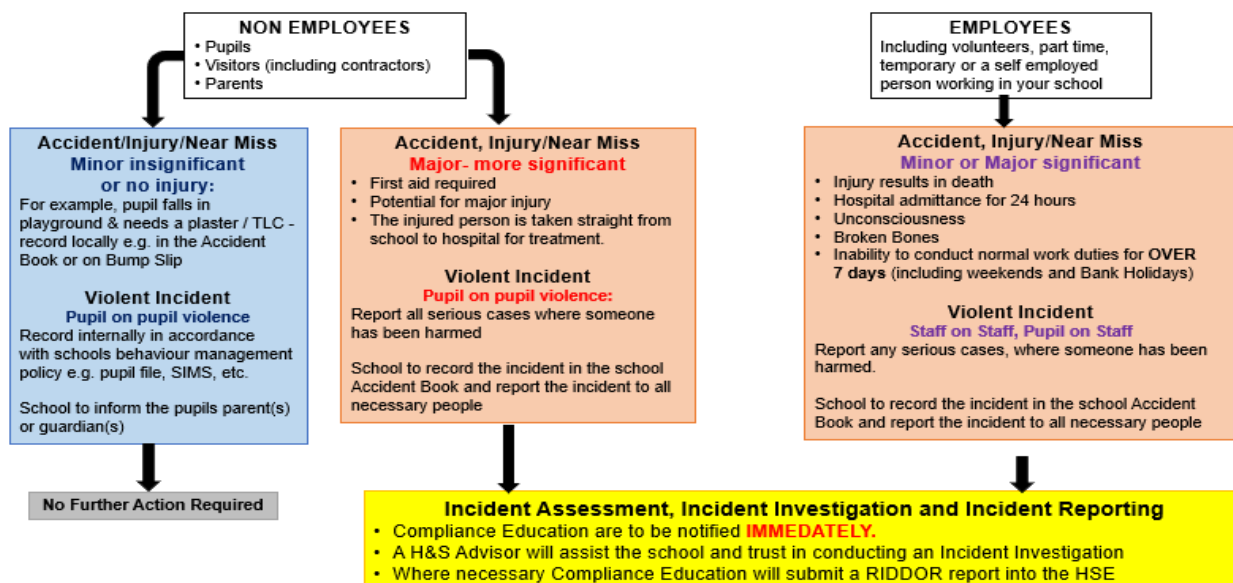 NON EMPLOYEES
• Pupils
• Visitors (including contractors)
• Parents
EMPLOYEES
Including volunteers, part time,
temporary or a self employed
person working in your school
Accident/Injury/Near Miss
Minor insignificant
or no injury:
For example, pupil falls in
playground & needs a plaster / TLC -
record locally e.g. in the Accident
Book or on Bump Slip
Violent Incident
Pupil on pupil violence
Record internally in accordance
with schools behaviour management
policy e.g. pupil file, SIMS, etc.
School to inform the pupils parent(s)
or guardian(s)
No Further Action Required
Accident, Injury/Near Miss
Major- more significant
• First aid required
• Potential for major injury
• The injured person is taken straight from
school to hospital for treatment.
Violent Incident
Pupil on pupil violence:
Report all serious cases where someone
has been harmed
School to record the incident in the school
Accident Book and report the incident to all
necessary people
Accident, Injury/Near Miss
Minor or Major significant
• Injury results in death
• Hospital admittance for 24 hours
• Unconsciousness
• Broken Bones
• Inability to conduct normal work duties for OVER
7 days (including weekends and Bank Holidays)
Violent Incident
Staff on Staff, Pupil on Staff
Report any serious cases, where someone has been
harmed.
School to record the incident in the school Accident
Book and report the incident to all necessary people
Incident Assessment, Incident Investigation and Incident Reporting
• Compliance Education are to be notified IMMEDIATELY.
• A H&S Advisor will assist the school and trust in conducting an Incident Investigation
• Where necessary Compliance Education will submit a RIDDOR report into the HSE